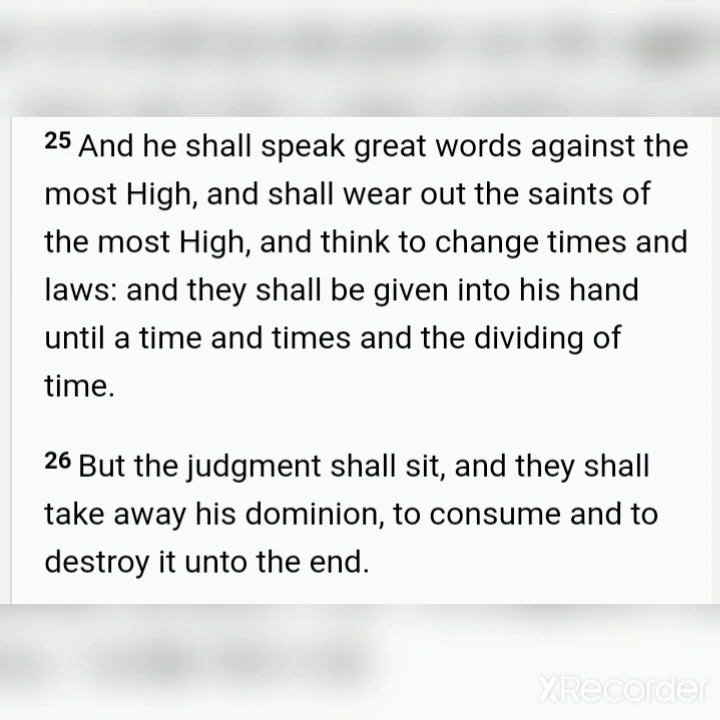 25 And he shall speak great words against the
most High, and shall wear out the saints of
the most High, and think to change times and
laws: and they shall be given into his hand
until a time and times and the dividing of
time.
26 But the judgment shall sit, and they shall
take away his dominion, to consume and to
destroy it unto the end.
XRecorder